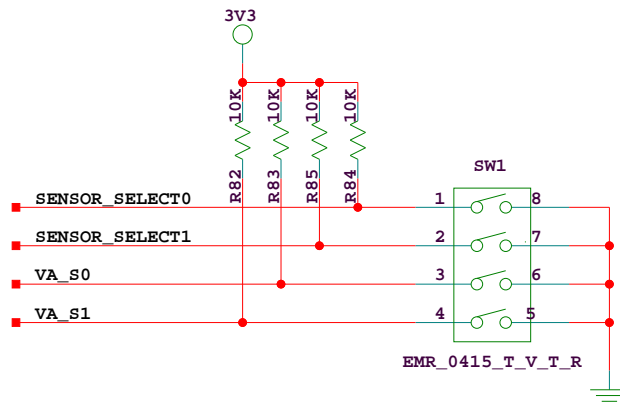 3V3
10K 10K 10K 10K
R82 R83 R85 R84
SW1
SENSOR_SELECT0 1 8
SENSOR_SELECT1 2 7
VA_S0 3 6
VA_S1 4 5
EMR_0415_T_V_T_R